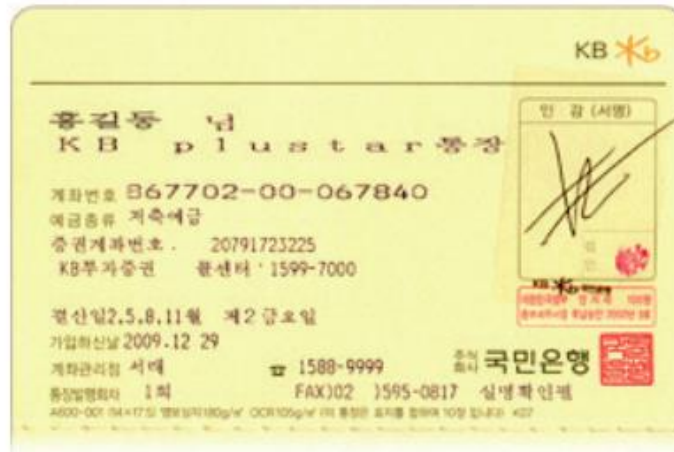 KB
홍길동 님
KB plustar통장
인 감 (서명)
계좌번호 867702-00-067840
예금종류 저축예금
증권계좌번호. 20791723225
KB투자증권 콜센터 1599-7000
결산일2,5,8,11월 제2금요일
가입하신날 2009.12 29
계좌관리점 서래 ☎ 1588-9999 주식회사 국민은행
통장발행회차 1회 FAX)02 )595-0817 실명확인필